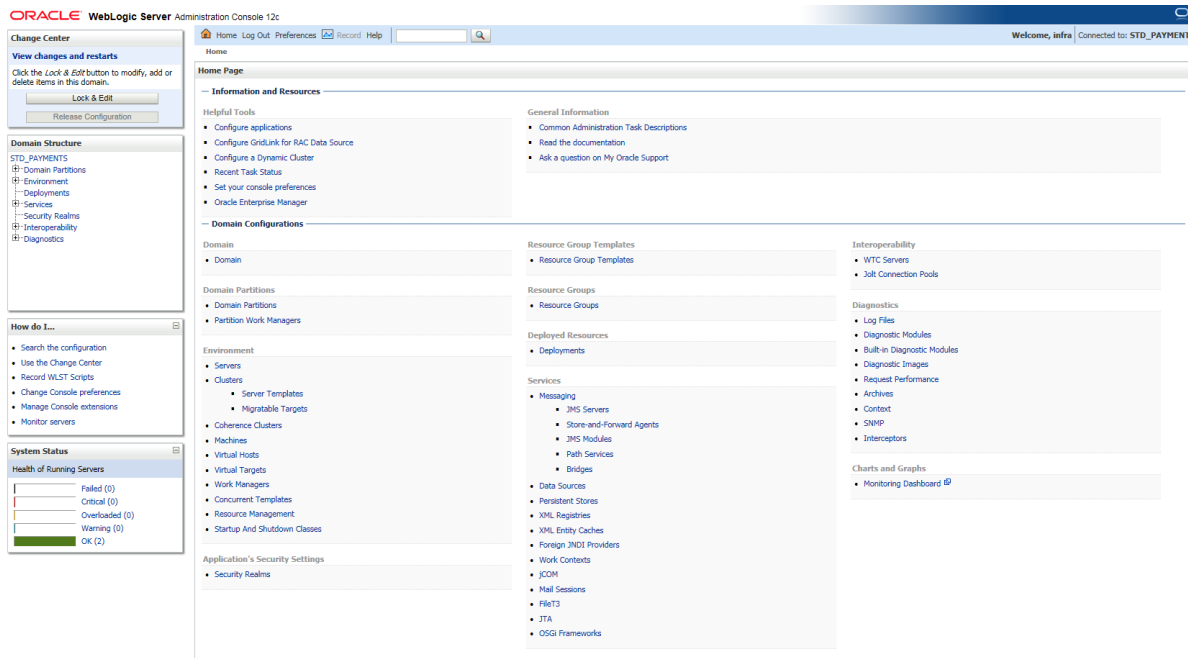 ORACLE WebLogic Server Administration Console 12c
Change Center
View changes and restarts
Click the Lock & Edit button to modify, add or
delete items in this domain.
Lock & Edit
Release Configuration
Domain Structure
STD_PAYMENTS
Domain Partitions
Environment
Deployments
Services
Security Realms
Interoperability
Diagnostics
How do I...
Search the configuration
Use the Change Center
Record WLST Scripts
Change Console preferences
Manage Console extensions
Monitor servers
System Status
Health of Running Servers
Failed (0)
Critical (0)
Overloaded (0)
Warning (0)
OK (2)
Home Log Out Preferences Record Help
Welcome, infra Connected to: STD_PAYMENT
Home
Home Page
Information and Resources
Helpful Tools
Configure applications
Configure GridLink for RAC Data Source
Configure a Dynamic Cluster
Recent Task Status
Set your console preferences
Oracle Enterprise Manager
General Information
Common Administration Task Descriptions
Read the documentation
Ask a question on My Oracle Support
Domain Configurations
Domain
Domain
Domain Partitions
Domain Partitions
Partition Work Managers
Environment
Servers
Clusters
Server Templates
Migratable Targets
Coherence Clusters
Machines
Virtual Hosts
Virtual Targets
Work Managers
Concurrent Templates
Resource Management
Startup And Shutdown Classes
Application's Security Settings
Security Realms
Resource Group Templates
Resource Group Templates
Resource Groups
Resource Groups
Deployed Resources
Deployments
Services
Messaging
JMS Servers
Store-and-Forward Agents
JMS Modules
Path Services
Bridges
Data Sources
Persistent Stores
XML Registries
XML Entity Caches
Foreign JNDI Providers
Work Contexts
jCOM
Mail Sessions
FileT3
JTA
OSGi Frameworks
Interoperability
WTC Servers
Jolt Connection Pools
Diagnostics
Log Files
Diagnostic Modules
Built-in Diagnostic Modules
Diagnostic Images
Request Performance
Archives
Context
SNMP
Interceptors
Charts and Graphs
Monitoring Dashboard